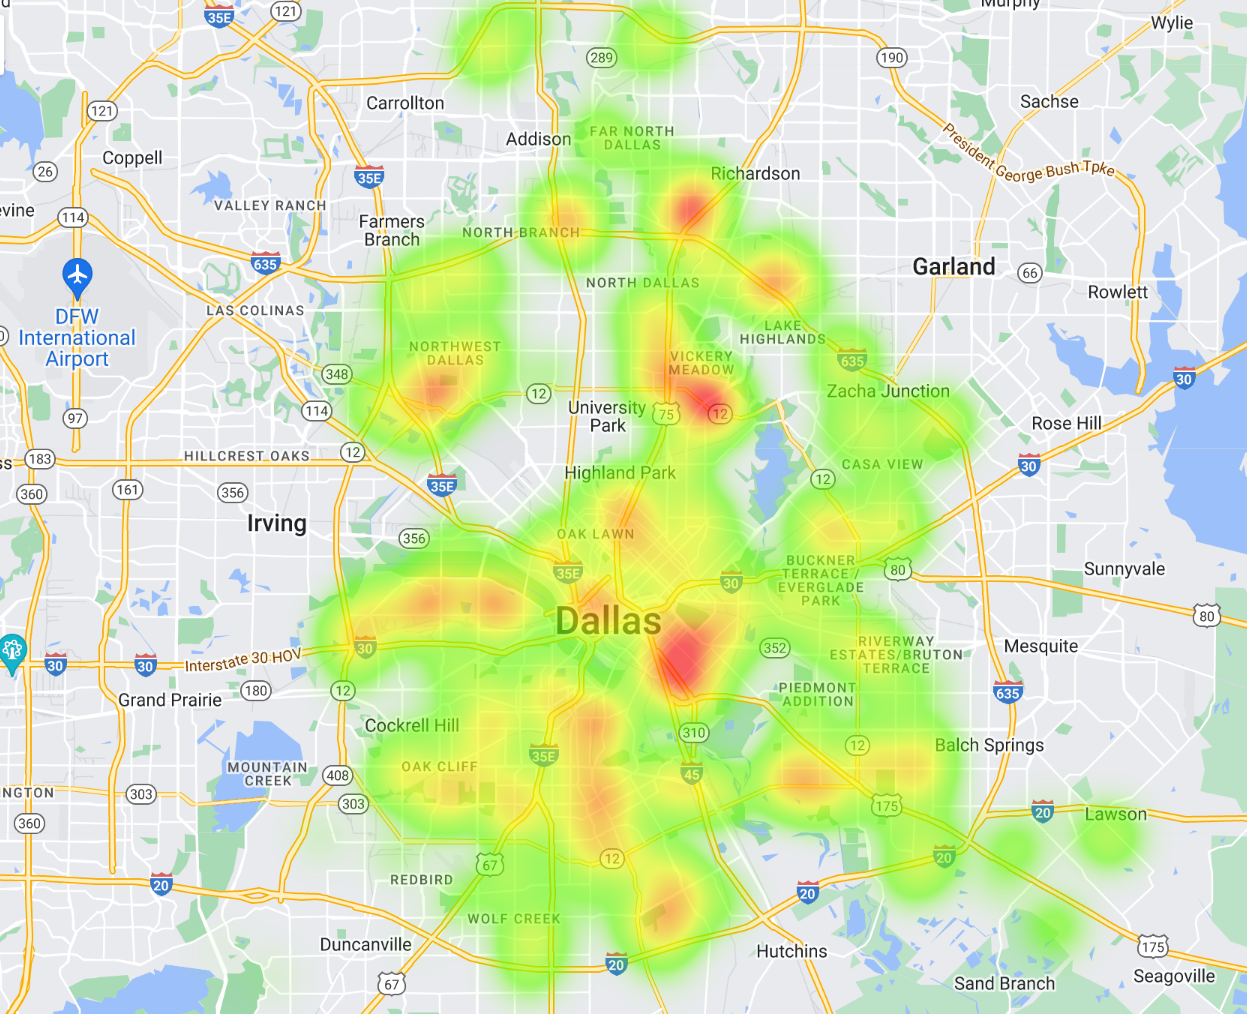 35E
121
Murphy
Wylie
289
190
121
Carrollton
Sachse
Addison
FAR NORTH
DALLAS
President George Bush Tpke
Coppell
26
35E
Richardson
VALLEY RANCH
evine
114
Farmers
Branch
NORTH BRANCH
635
Garland
66
NORTH DALLAS
Rowlett
DFW
International
Airport
LAS COLINAS
LAKE
HIGHLANDS
NORTHWEST
DALLAS
VICKERY
MEADOW
635
348
30
12
Zacha Junction
114
97
University
Park
75
12
Rose Hill
183
HILLCREST OAKS
12
Highland Park
CASA VIEW
30
360
161
356
35E
12
Irving
356
OAK LAWN
35E
30
BUCKNER
TERRACE /
EVERGLADE
PARK
80
Sunnyvale
80
Dallas
30
352
RIVERWAY
ESTATES/BRUTON
TERRACE
Mesquite
30
30
Interstate 30 HOV
Grand Prairie
180
12
PIEDMONT
ADDITION
635
Cockrell Hill
310
12
Balch Springs
35E
OAK CLIFF
45
MOUNTAIN
CREEK
408
NGTON
303
303
175
20
Lawson
360
12
67
20
REDBIRD
20
20
WOLF CREEK
Duncanville
Hutchins
175
20
67
Sand Branch
Seagoville